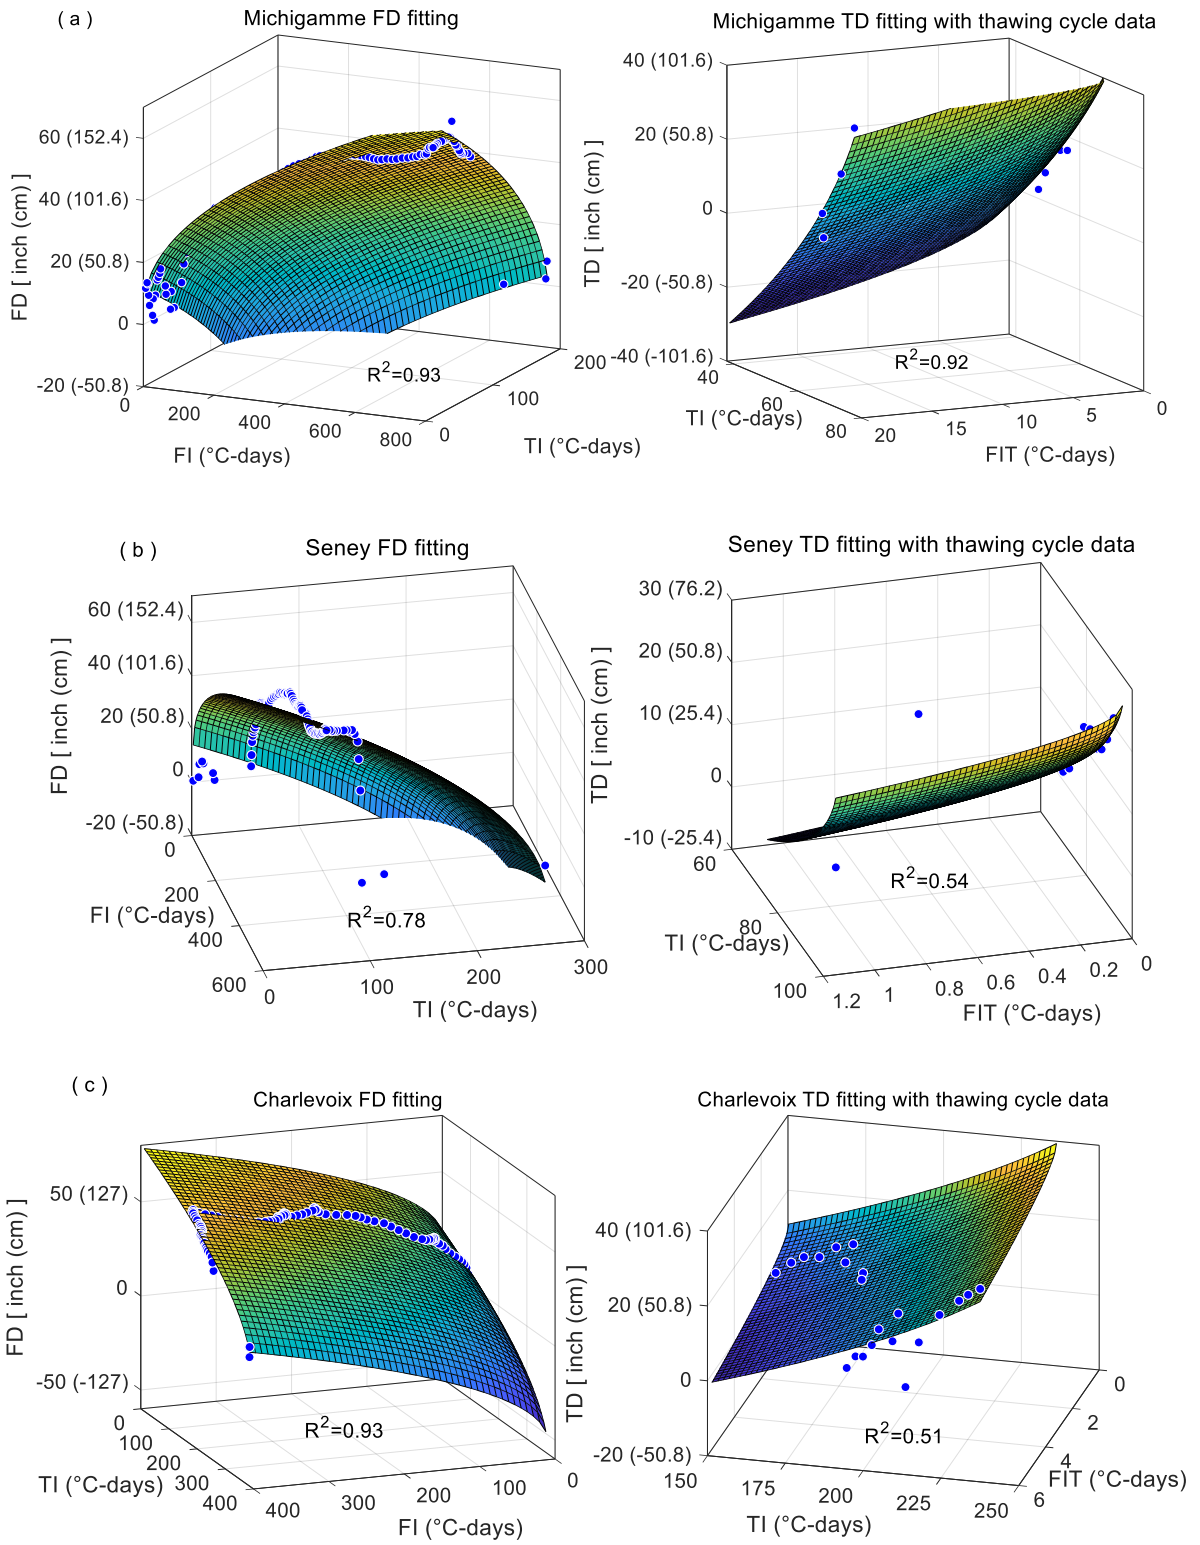 ( a )
Michigamme FD fitting
60 (152.4)
40 (101.6)
20 (50.8)
0
-20 (-50.8)
FD [ inch (cm) ]
0
200
400
600
800
FI (°C-days)
0
100
200
TI (°C-days)
R2=0.93
Michigamme TD fitting with thawing cycle data
40 (101.6)
20 (50.8)
0
-20 (-50.8)
-40 (-101.6)
TD [ inch (cm) ]
40
60
80
TI (°C-days)
20
15
10
5
0
FIT (°C-days)
R2=0.92
( b )
Seney FD fitting
60 (152.4)
40 (101.6)
20 (50.8)
0
-20 (-50.8)
FD [ inch (cm) ]
0
200
400
600
FI (°C-days)
0
100
200
300
TI (°C-days)
R2=0.78
Seney TD fitting with thawing cycle data
30 (76.2)
20 (50.8)
10 (25.4)
0
-10 (-25.4)
TD [ inch (cm) ]
60
80
100
TI (°C-days)
1.2
1
0.8
0.6
0.4
0.2
0
FIT (°C-days)
R2=0.54
( c )
Charlevoix FD fitting
50 (127)
0
-50 (-127)
FD [ inch (cm) ]
0
100
200
300
400
TI (°C-days)
400
300
200
100
0
FI (°C-days)
R2=0.93
Charlevoix TD fitting with thawing cycle data
40 (101.6)
20 (50.8)
0
-20 (-50.8)
TD [ inch (cm) ]
150
175
200
225
250
TI (°C-days)
0
2
4
6
FIT (°C-days)
R2=0.51